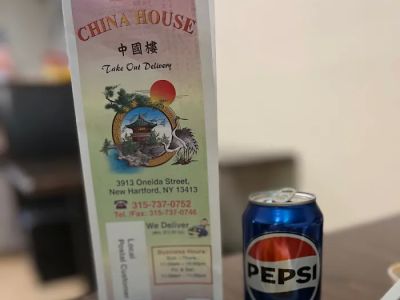 CHINA HOUSE
中國樓
Take Out Delivery
3913 Oneida Street,
New Hartford, NY 13413
315-737-0752
Tel. /Fax: 315-737-0746
We Deliver
Local
Postal Customer
Business Hours
PEPSI